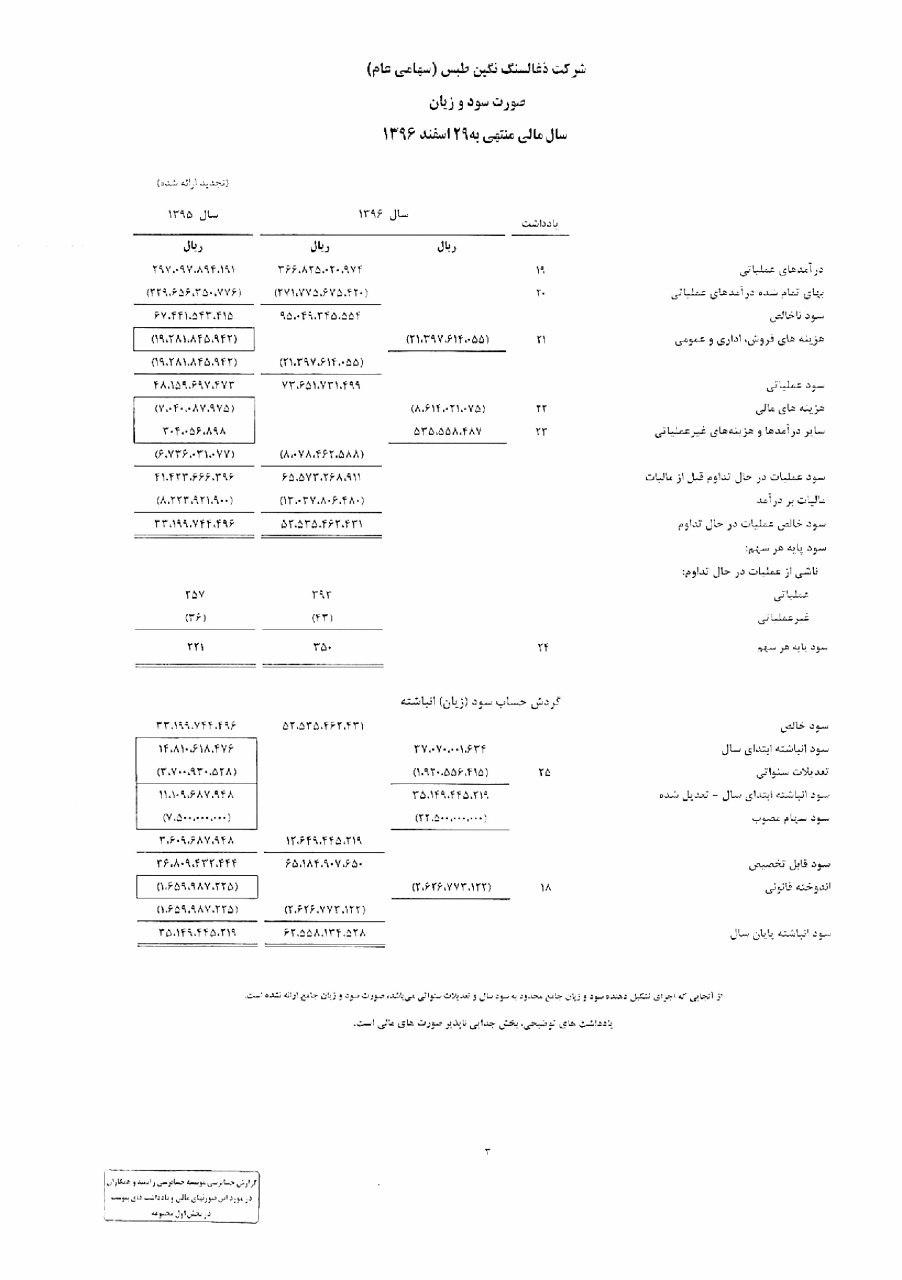 شرکت ذغالسنگ نگین طبس (سهامی عام)
صورت سود و زیان
سال مالی منتهی به ۲۹ اسفند ۱۳۹۶
(تجدید ارائه شده)
یادداشت سال ۱۳۹۶ سال ۱۳۹۵
ریال ریال ریال
درآمدهای عملیاتی ۱۹ ۳۶۶،۸۲۵،۰۲۰،۹۷۴ ۲۹۷،۰۹۷،۸۹۴،۱۹۱
بهای تمام شده درآمدهای عملیاتی ۲۰ (۲۷۱،۷۷۵،۶۷۵،۴۲۰) (۲۲۹،۶۵۶،۳۵۰،۷۷۶)
سود ناخالص ۹۵،۰۴۹،۳۴۵،۵۵۴ ۶۷،۴۴۱،۵۴۳،۴۱۵
هزینه های فروش، اداری و عمومی ۲۱ (۲۱،۳۹۷،۶۱۴،۰۵۵) (۱۹،۲۸۱،۸۴۵،۹۴۲)
(۲۱،۳۹۷،۶۱۴،۰۵۵) (۱۹،۲۸۱،۸۴۵،۹۴۲)
سود عملیاتی ۷۳،۶۵۱،۷۳۱،۴۹۹ ۴۸،۱۵۹،۶۹۷،۴۷۳
هزینه های مالی ۲۲ (۸،۶۱۴،۰۲۱،۰۷۵) (۷،۰۴۰،۰۸۷،۹۷۵)
سایر درآمدها و هزینه‌های غیرعملیاتی ۲۳ ۵۳۵،۵۵۸،۴۸۷ ۳۰۴،۰۵۶،۸۹۸
(۸،۰۷۸،۴۶۲،۵۸۸) (۶،۷۳۶،۰۳۱،۰۷۷)
سود عملیات در حال تداوم قبل از مالیات ۶۵،۵۷۳،۲۶۸،۹۱۱ ۴۱،۴۲۳،۶۶۶،۳۹۶
مالیات بر درآمد (۱۳،۰۳۷،۸۰۶،۴۸۰) (۸،۲۲۳،۹۲۱،۹۰۰)
سود خالص عملیات در حال تداوم ۵۲،۵۳۵،۴۶۲،۴۳۱ ۳۳،۱۹۹،۷۴۴،۴۹۶
سود پایه هر سهم:
ناشی از عملیات در حال تداوم:
عملیاتی ۳۹۳ ۲۵۷
غیرعملیاتی (۴۳) (۳۶)
سود پایه هر سهم ۲۴ ۳۵۰ ۲۲۱
گردش حساب سود (زیان) انباشته
سود خالص ۵۲،۵۳۵،۴۶۲،۴۳۱ ۳۳،۱۹۹،۷۴۴،۴۹۶
سود انباشته ابتدای سال ۳۷،۰۷۰،۰۰۱،۶۳۴ ۱۴،۸۱۰،۶۱۸،۴۷۶
تعدیلات سنواتی ۲۵ (۱،۹۲۰،۵۵۶،۴۱۵) (۳،۷۰۰،۹۳۰،۵۲۸)
سود انباشته ابتدای سال - تعدیل شده ۳۵،۱۴۹،۴۴۵،۲۱۹ ۱۱،۱۰۹،۶۸۷،۹۴۸
سود سهام مصوب (۲۲،۵۰۰،۰۰۰،۰۰۰) (۷،۵۰۰،۰۰۰،۰۰۰)
۱۲،۶۴۹،۴۴۵،۲۱۹ ۳،۶۰۹،۶۸۷،۹۴۸
سود قابل تخصیص ۶۵،۱۸۴،۹۰۷،۶۵۰ ۳۶،۸۰۹،۴۳۲،۴۴۴
اندوخته قانونی ۱۸ (۲،۶۲۶،۷۷۳،۱۲۲) (۱،۶۵۹،۹۸۷،۲۲۵)
(۲،۶۲۶،۷۷۳،۱۲۲) (۱،۶۵۹،۹۸۷،۲۲۵)
سود انباشته پایان سال ۶۲،۵۵۸،۱۳۴،۵۲۸ ۳۵،۱۴۹،۴۴۵،۲۱۹
از آنجایی که اجزای تشکیل دهنده سود و زیان جامع محدود به سود سال و تعدیلات سنواتی می‌باشد، صورت سود و زیان جامع ارائه نشده است.
یادداشت های توضیحی، بخش جدایی ناپذیر صورت های مالی است.
۳
گزارش حسابرسی موسسه حسابرسی رامند و همکاران
در مورد این صورتهای مالی و یادداشت های پیوست
در بخش اول مجموعه